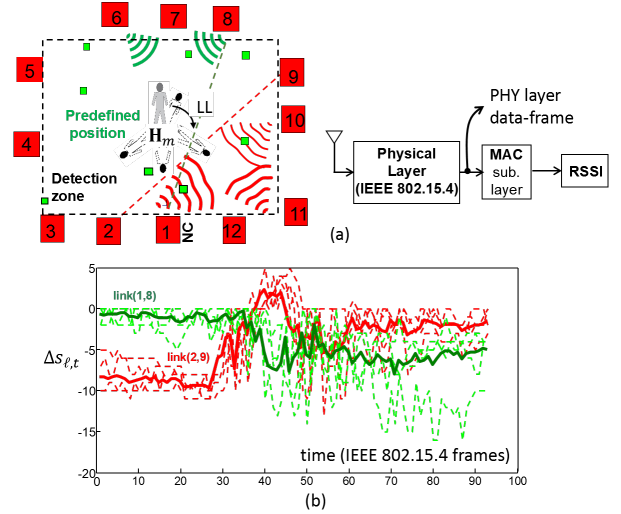 6
7
8
5
9
LL
Predefined
position
H_m
10
4
Detection
zone
3
2
1
NC
12
11
(a)
PHY layer
data-frame
Physical
Layer
(IEEE 802.15.4)
MAC
sub.
layer
RSSI
5
0
-5
-10
-15
-20
Δs_{ℓ,t}
link(1,8)
link(2,9)
time (IEEE 802.15.4 frames)
0
10
20
30
40
50
60
70
80
90
100
(b)